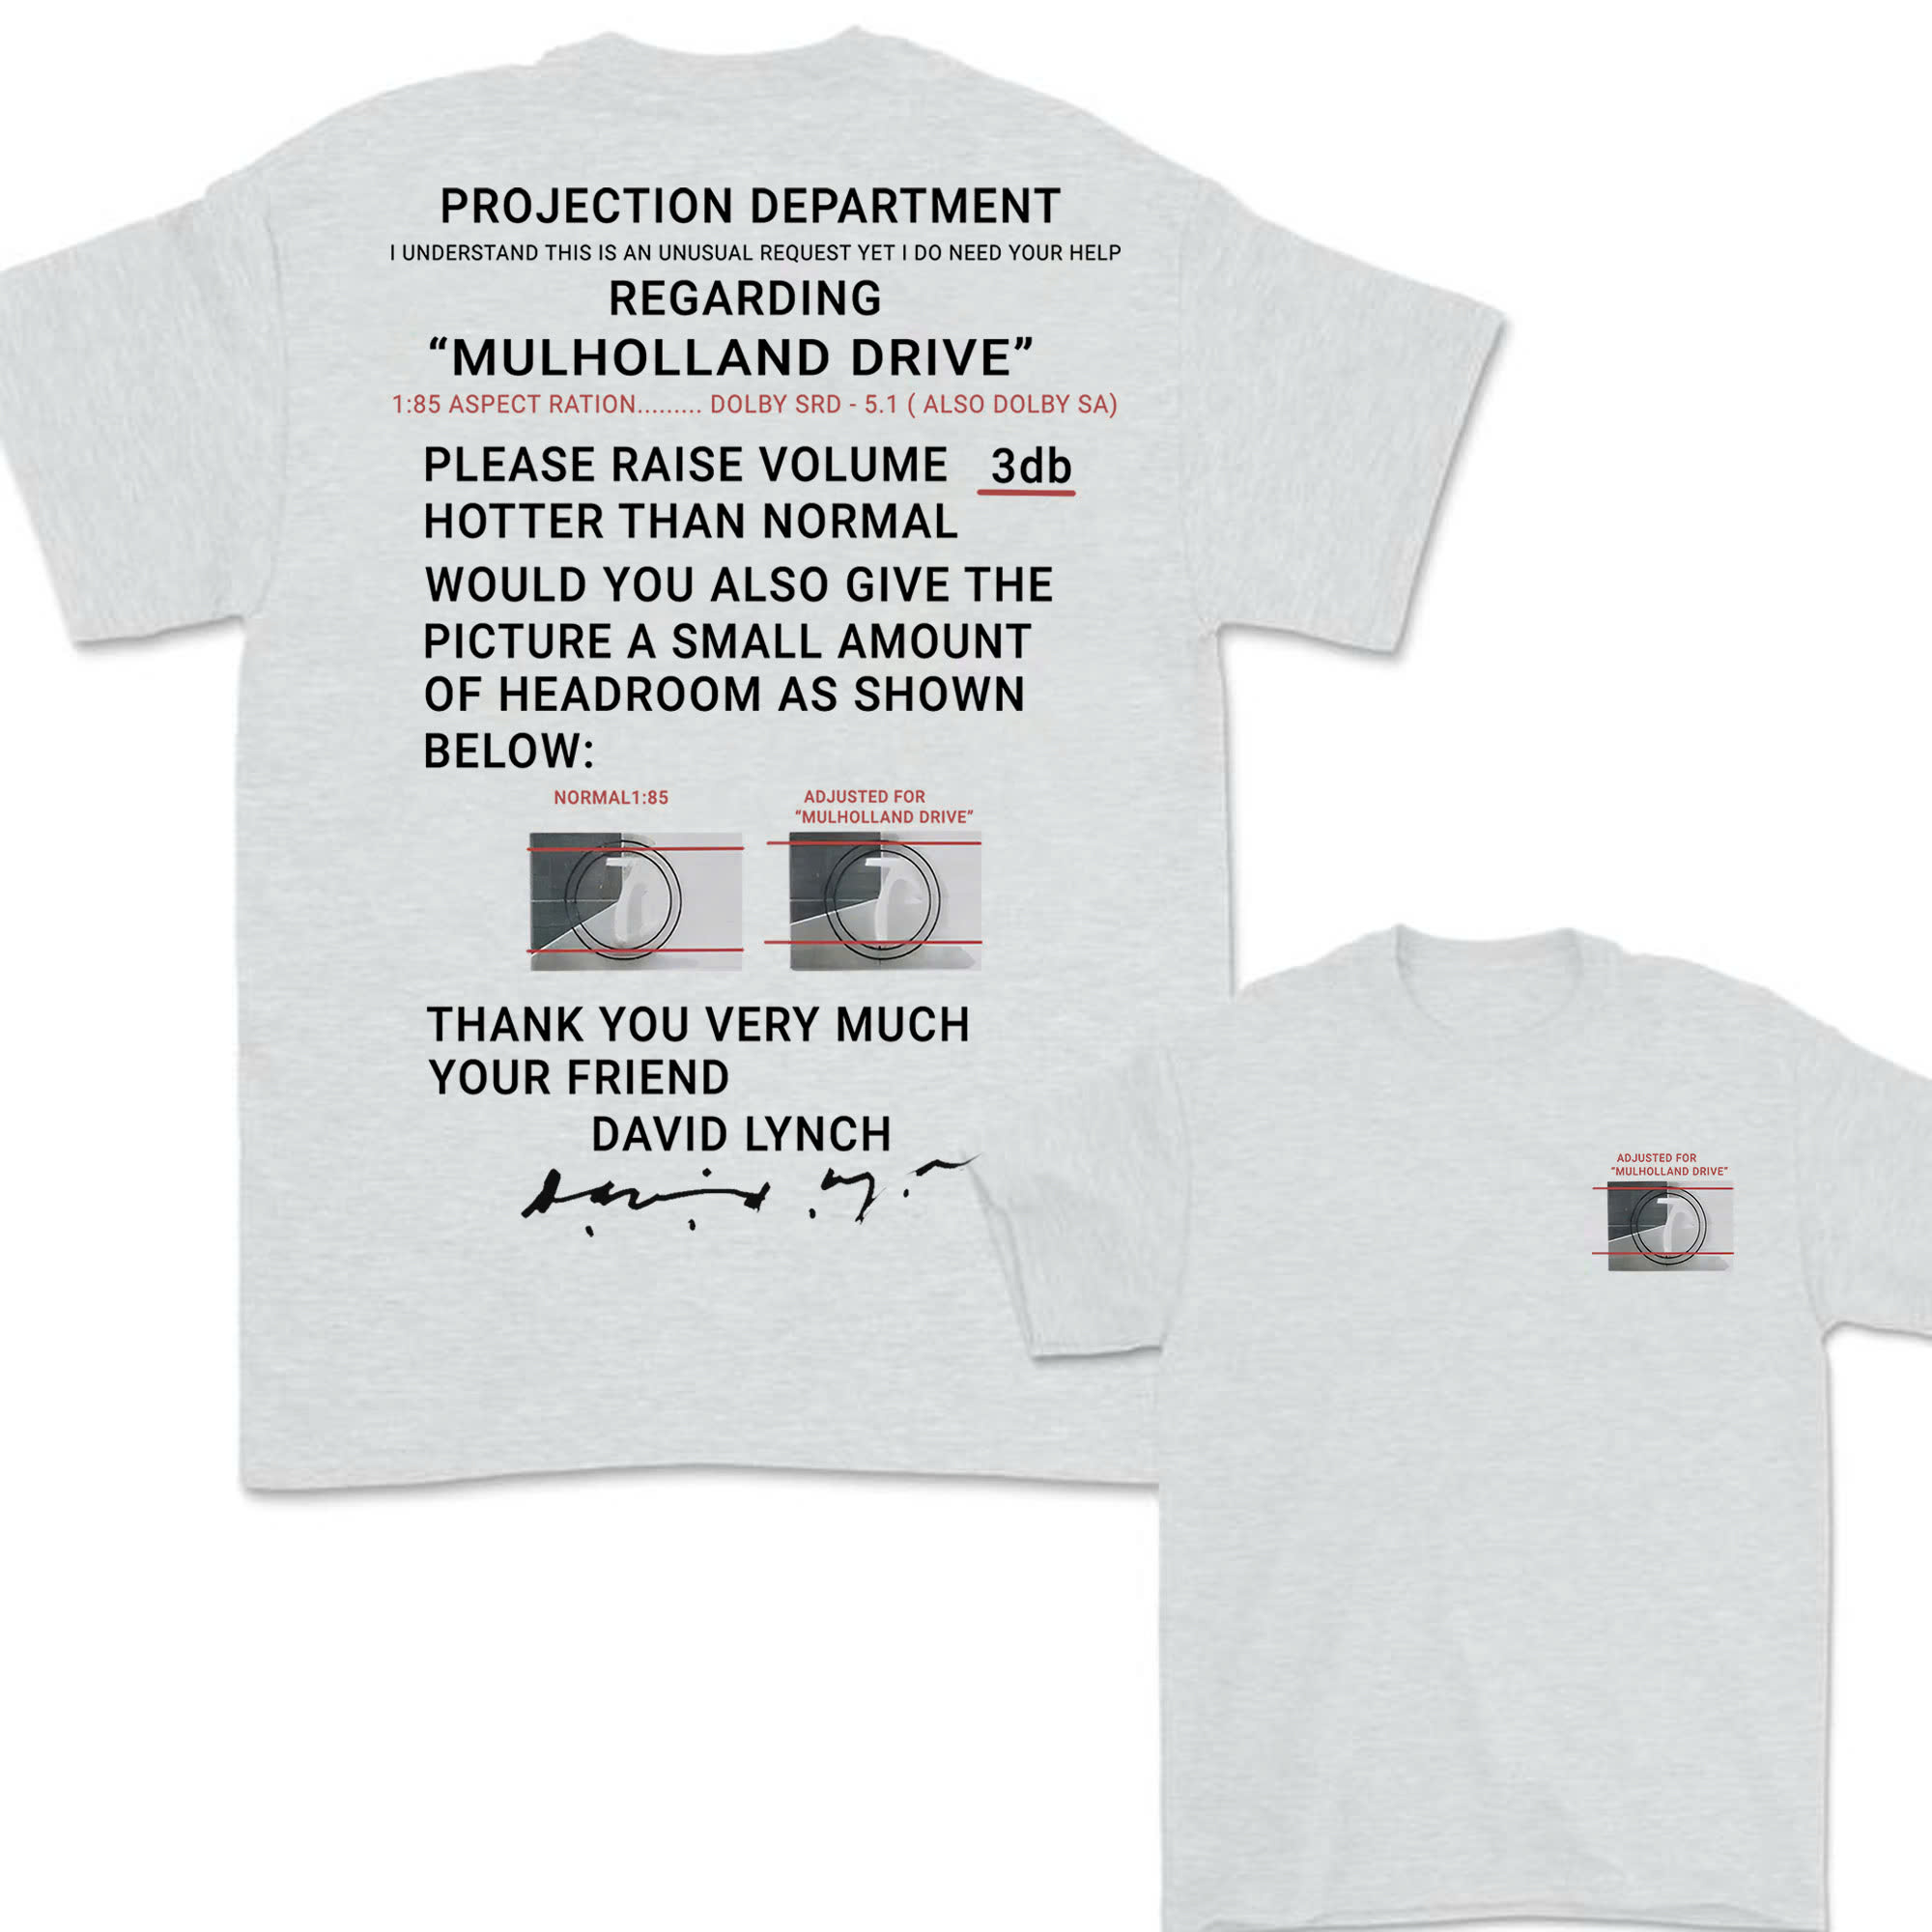 PROJECTION DEPARTMENT
I UNDERSTAND THIS IS AN UNUSUAL REQUEST YET I DO NEED YOUR HELP
REGARDING
“MULHOLLAND DRIVE”
1:85 ASPECT RATION......... DOLBY SRD - 5.1 ( ALSO DOLBY SA)
PLEASE RAISE VOLUME 3db
HOTTER THAN NORMAL
WOULD YOU ALSO GIVE THE
PICTURE A SMALL AMOUNT
OF HEADROOM AS SHOWN
BELOW:
NORMAL1:85
ADJUSTED FOR
“MULHOLLAND DRIVE”
THANK YOU VERY MUCH
YOUR FRIEND
DAVID LYNCH
David
ADJUSTED FOR
“MULHOLLAND DRIVE”